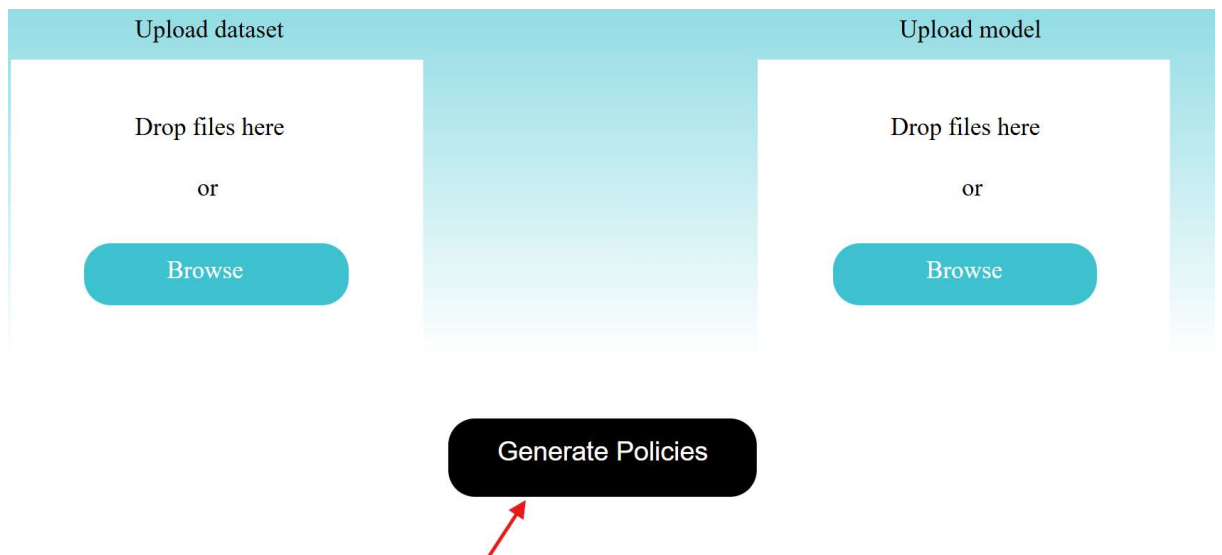 Upload dataset
Drop files here
or
Browse
Upload model
Drop files here
or
Browse
Generate Policies